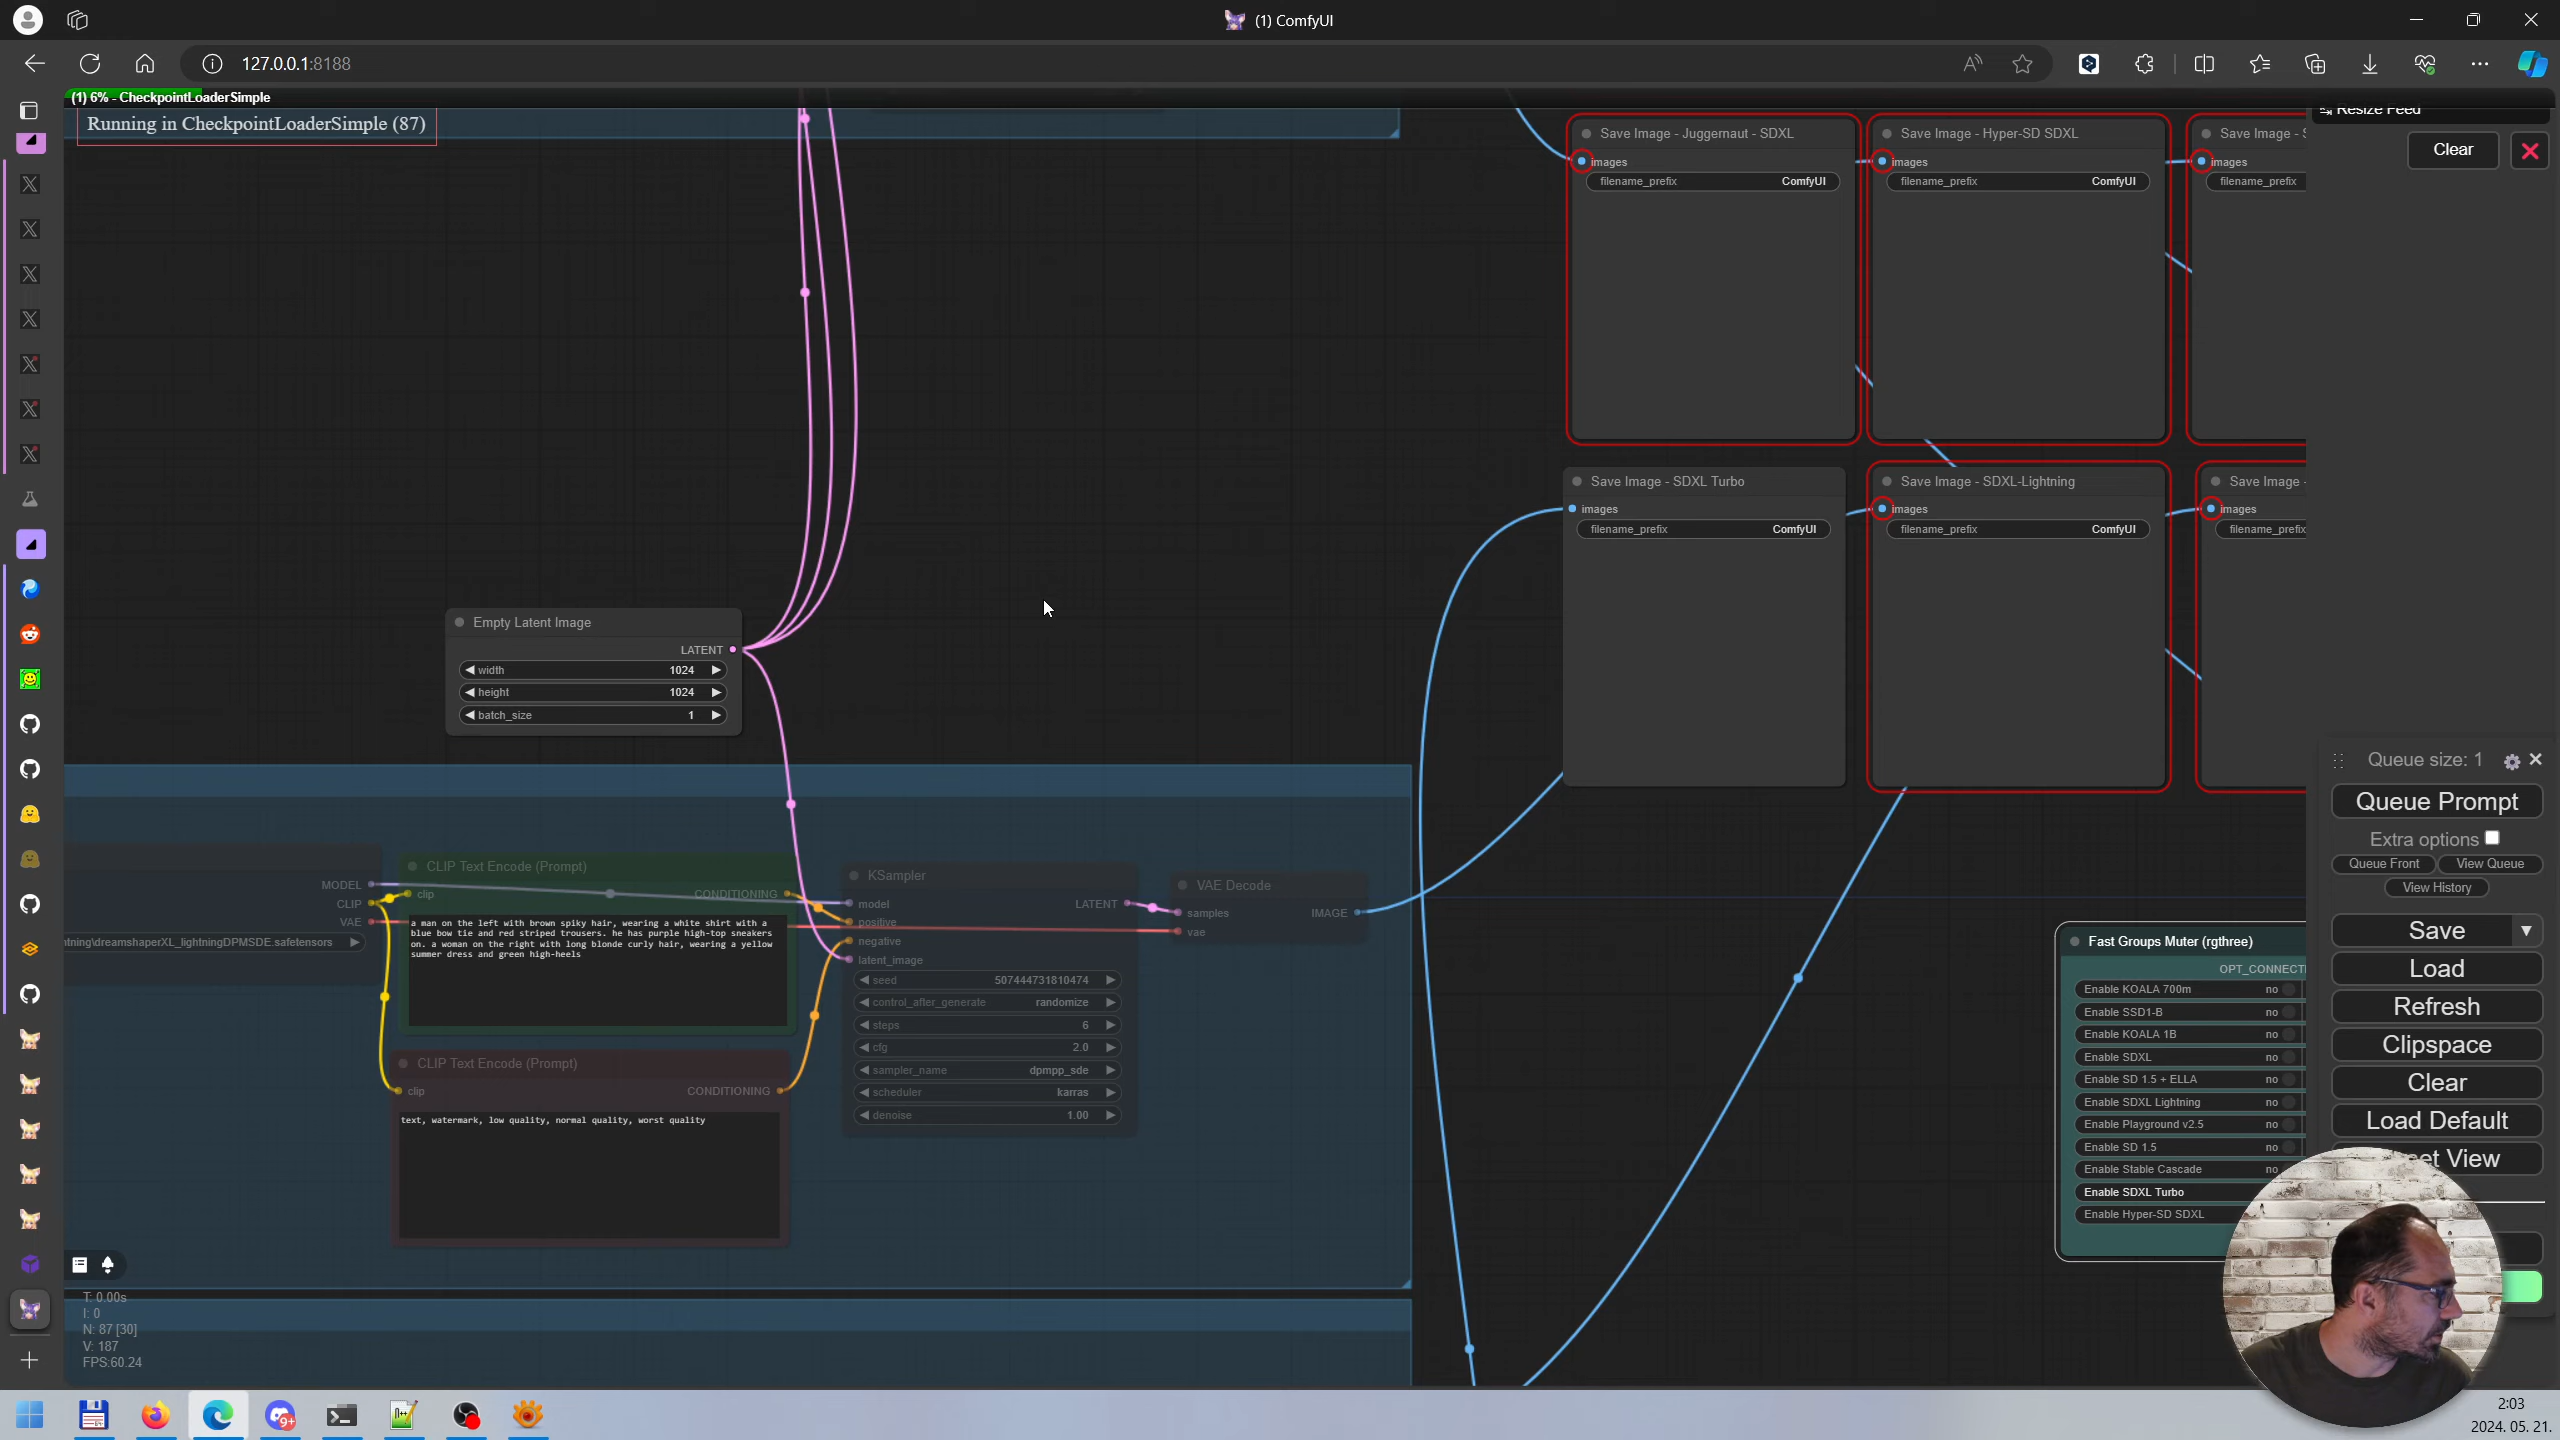 (1) ComfyUI
127.0.0.1:8188
(1) 6% - CheckpointLoaderSimple
Running in CheckpointLoaderSimple (87)
Resize Feed
Clear
Save Image - Juggernaut - SDXL
images
filename_prefix
ComfyUI
Save Image - Hyper-SD SDXL
images
filename_prefix
ComfyUI
Save Image - S
images
filename_prefix
Save Image - SDXL Turbo
images
filename_prefix
ComfyUI
Save Image - SDXL-Lightning
images
filename_prefix
ComfyUI
Save Image -
images
filename_prefix
Empty Latent Image
LATENT
width 1024
height 1024
batch_size 1
MODEL
CLIP
VAE
htning\dreamshaperXL_lightningDPMSDE.safetensors
CLIP Text Encode (Prompt)
clip
CONDITIONING
a man on the left with brown spiky hair, wearing a white shirt with a
blue bow tie and red striped trousers. he has purple high-top sneakers
on. a woman on the right with long blonde curly hair, wearing a yellow
summer dress and green high-heels
CLIP Text Encode (Prompt)
clip
CONDITIONING
text, watermark, low quality, normal quality, worst quality
KSampler
model
LATENT
positive
negative
latent_image
seed 507444731810474
control_after_generate randomize
steps 6
cfg 2.0
sampler_name dpmpp_sde
scheduler karras
denoise 1.00
VAE Decode
samples
IMAGE
vae
Fast Groups Muter (rgthree)
OPT_CONNECTI
Enable KOALA 700m no
Enable SSD1-B no
Enable KOALA 1B no
Enable SDXL no
Enable SD 1.5 + ELLA no
Enable SDXL Lightning no
Enable Playground v2.5 no
Enable SD 1.5 no
Enable Stable Cascade no
Enable SDXL Turbo
Enable Hyper-SD SDXL
Queue size: 1
Queue Prompt
Extra options
Queue Front
View Queue
View History
Save
Load
Refresh
Clipspace
Clear
Load Default
et View
T: 0.00s
I: 0
N: 87 [30]
V: 187
FPS:60.24
9+
2:03
2024. 05. 21.